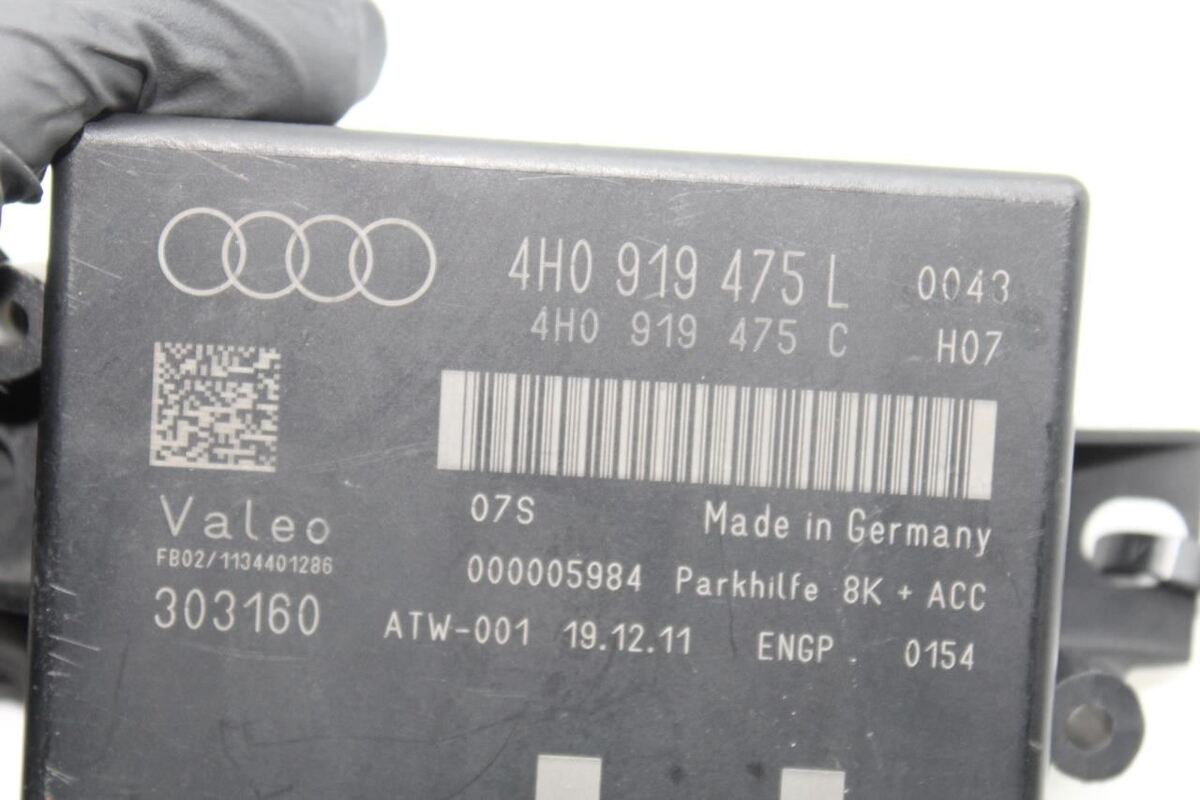 4H0 919 475 L 0043
4H0 919 475 C H07
Valeo
FB02/1134401286
303160
07S Made in Germany
000005984 Parkhilfe 8K + ACC
ATW-001 19.12.11 ENGP 0154